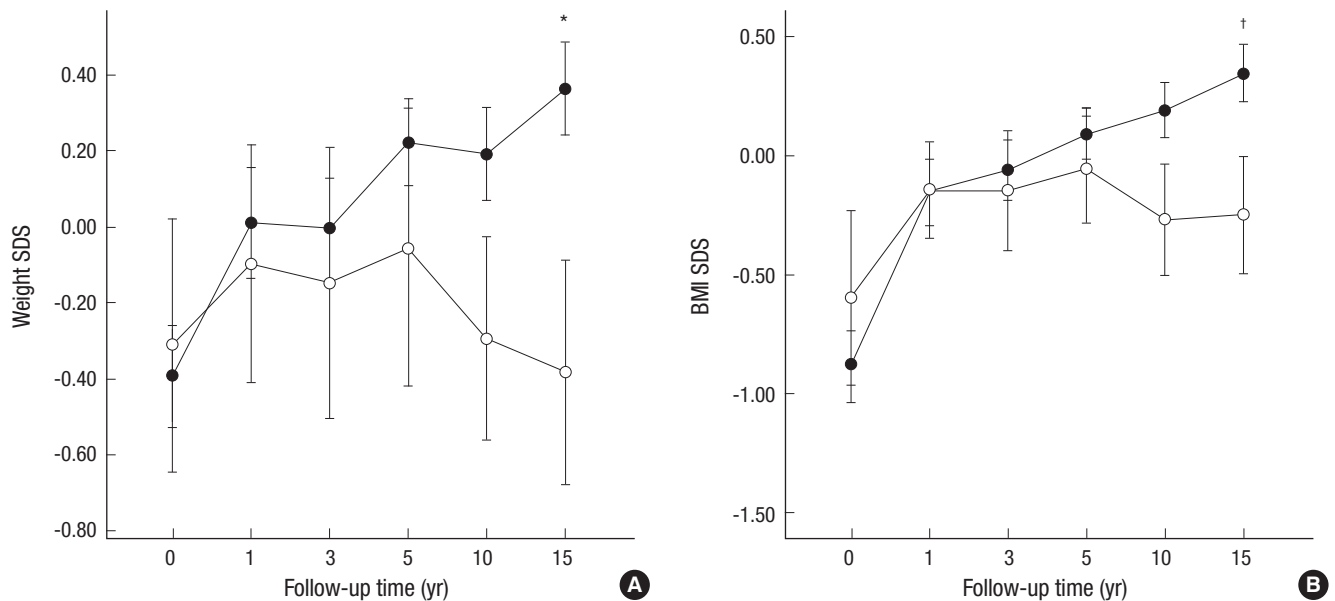 *
0.40
0.20
0.00
-0.20
-0.40
-0.60
-0.80
Weight SDS
0 1 3 5 10 15
Follow-up time (yr)
A
†
0.50
0.00
-0.50
-1.00
-1.50
BMI SDS
0 1 3 5 10 15
Follow-up time (yr)
B